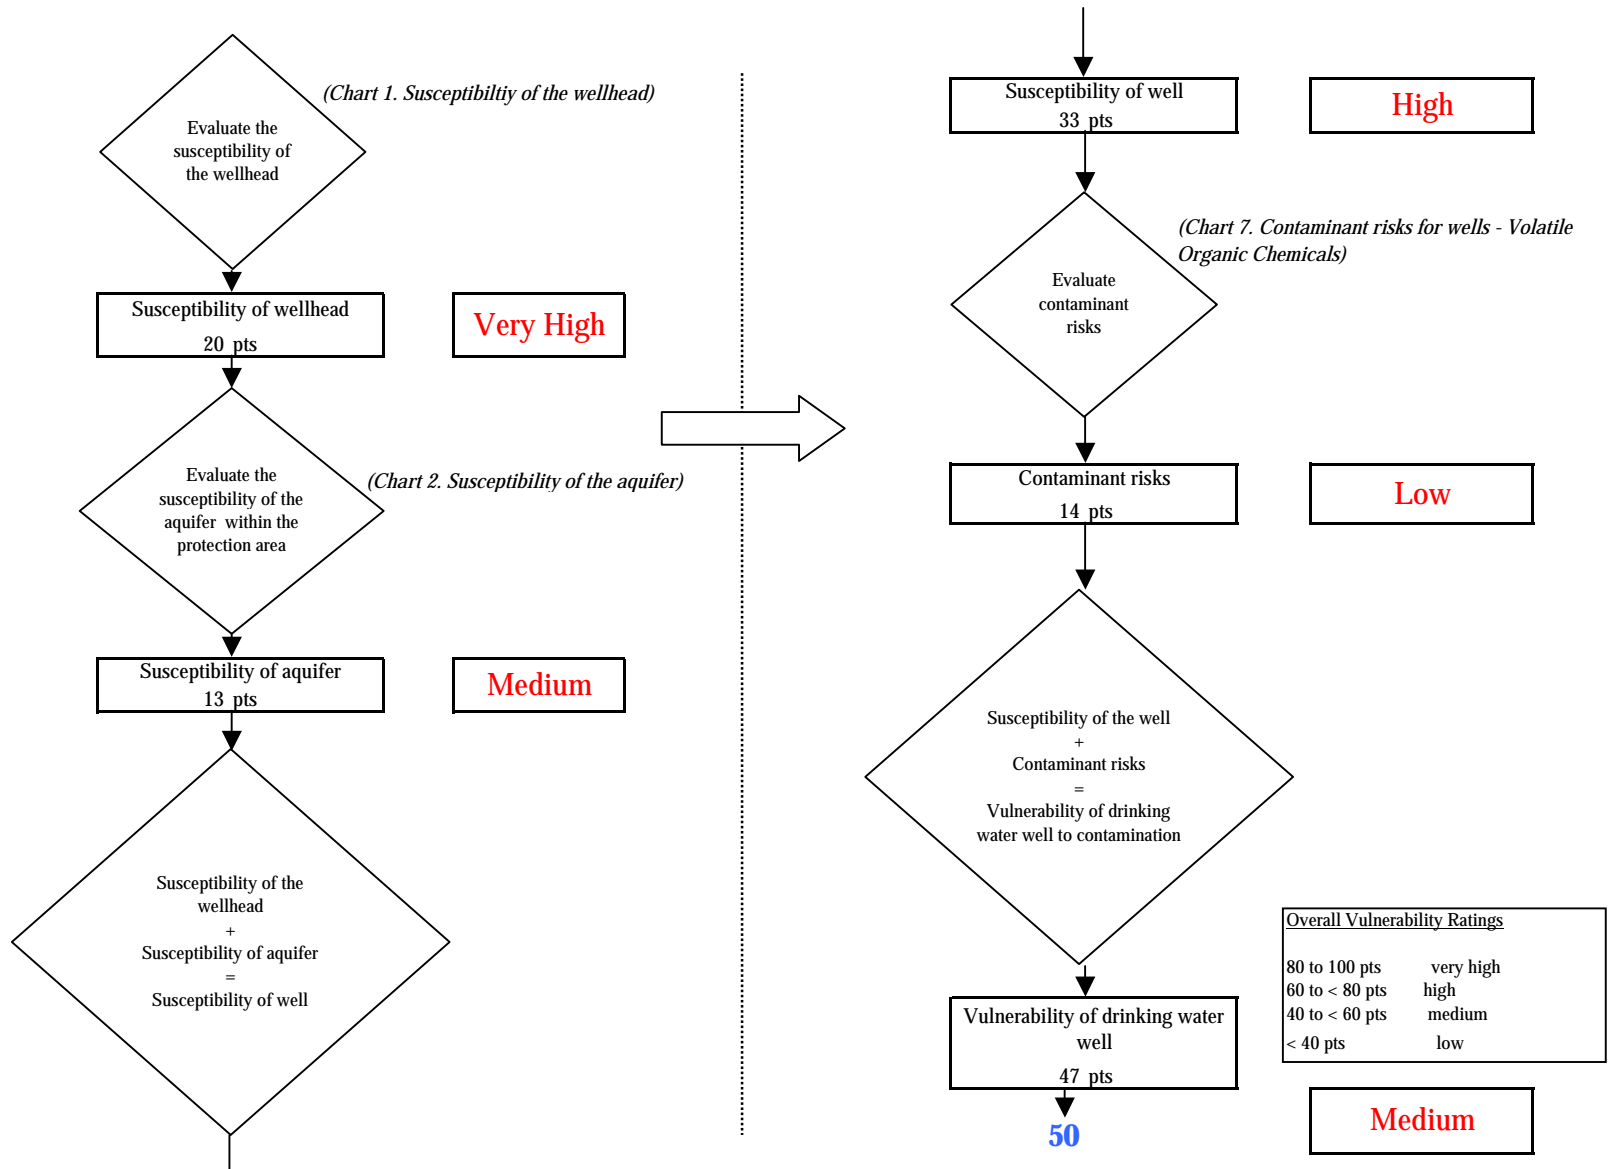 (Chart 1. Susceptibiltiy of the wellhead)
Evaluate the
susceptibility of
the wellhead
Susceptibility of wellhead
20 pts
Very High
Evaluate the
susceptibility of the
aquifer within the
protection area
(Chart 2. Susceptibility of the aquifer)
Susceptibility of aquifer
13 pts
Medium
Susceptibility of the
wellhead
+
Susceptibility of aquifer
=
Susceptibility of well
Susceptibility of well
33 pts
High
(Chart 7. Contaminant risks for wells - Volatile
Organic Chemicals)
Evaluate
contaminant
risks
Contaminant risks
14 pts
Low
Susceptibility of the well
+
Contaminant risks
=
Vulnerability of drinking
water well to contamination
Overall Vulnerability Ratings
80 to 100 pts very high
60 to < 80 pts high
40 to < 60 pts medium
< 40 pts low
Vulnerability of drinking water
well
47 pts
50
Medium